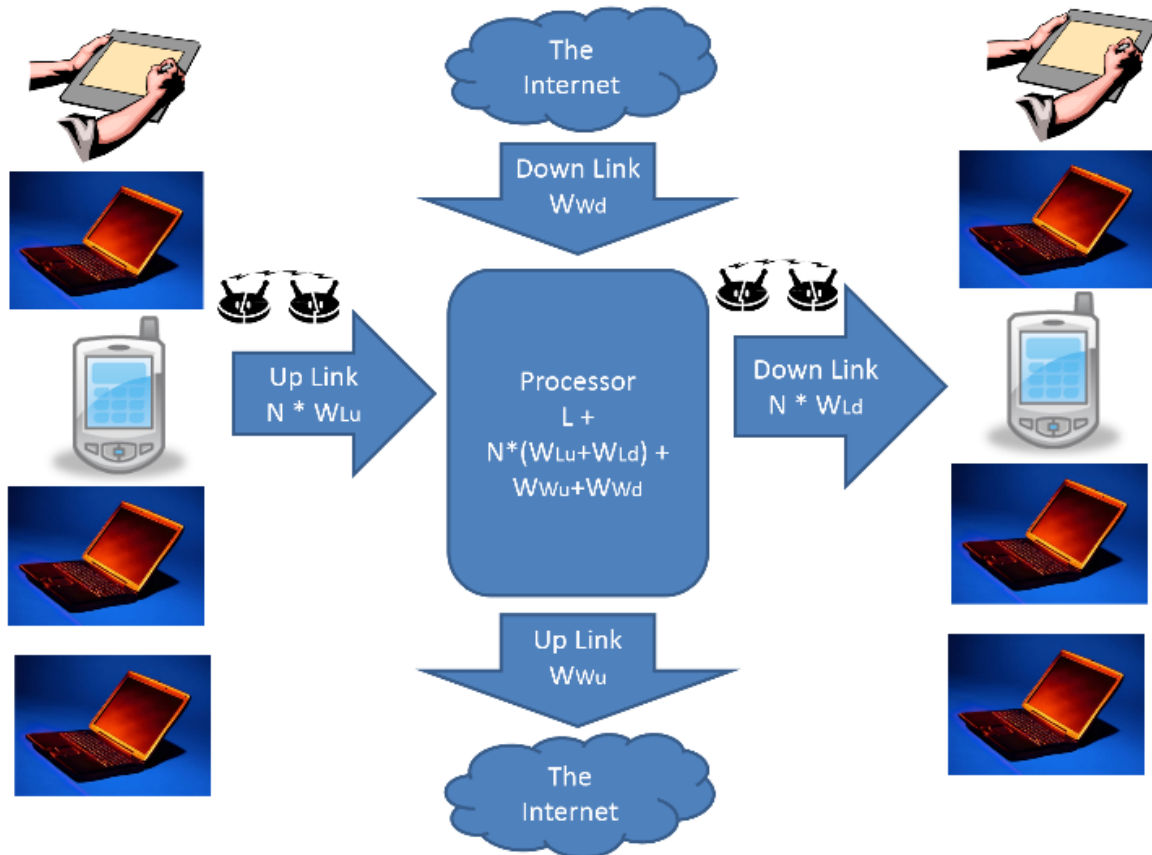 The
Internet
Down Link
WWd
Up Link
N * WLu
Processor
L +
N*(WLu+WLd) +
WWu+WWd
Down Link
N * WLd
Up Link
WWu
The
Internet